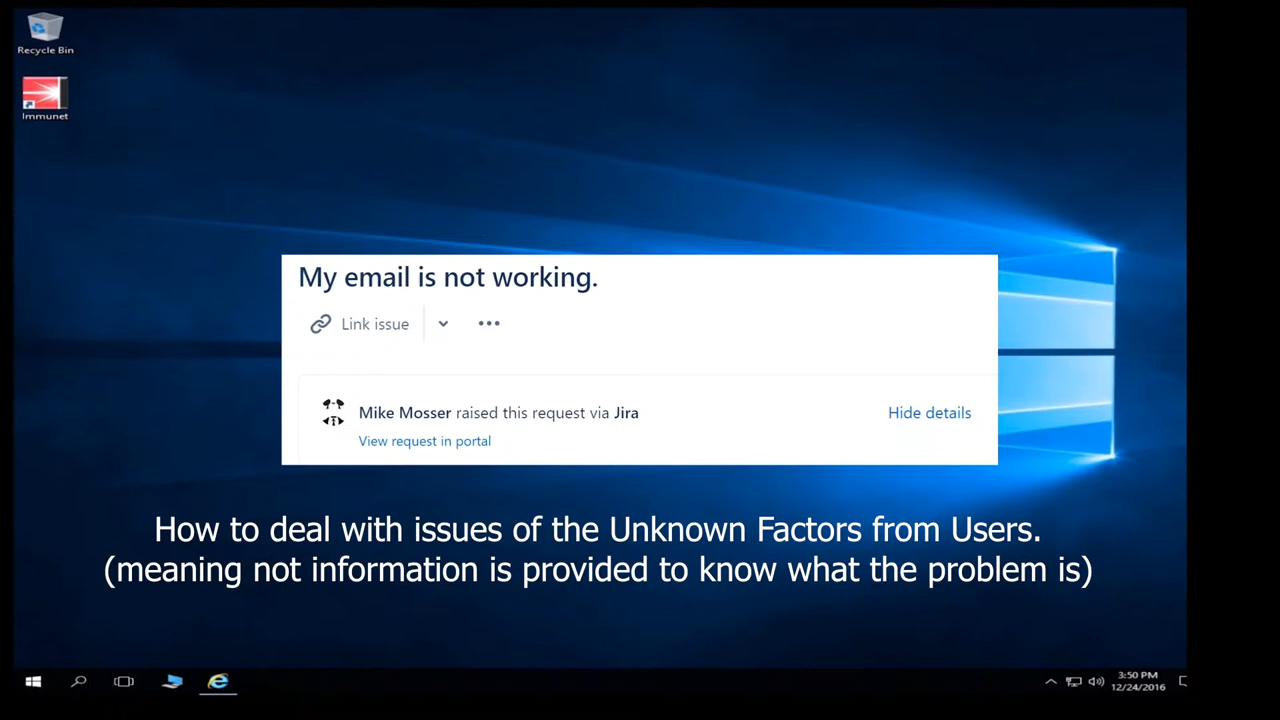 Recycle Bin
Immunet
My email is not working.
Link issue
Mike Mosser raised this request via Jira
Hide details
View request in portal
How to deal with issues of the Unknown Factors from Users.
(meaning not information is provided to know what the problem is)
3:50 PM
12/24/2016